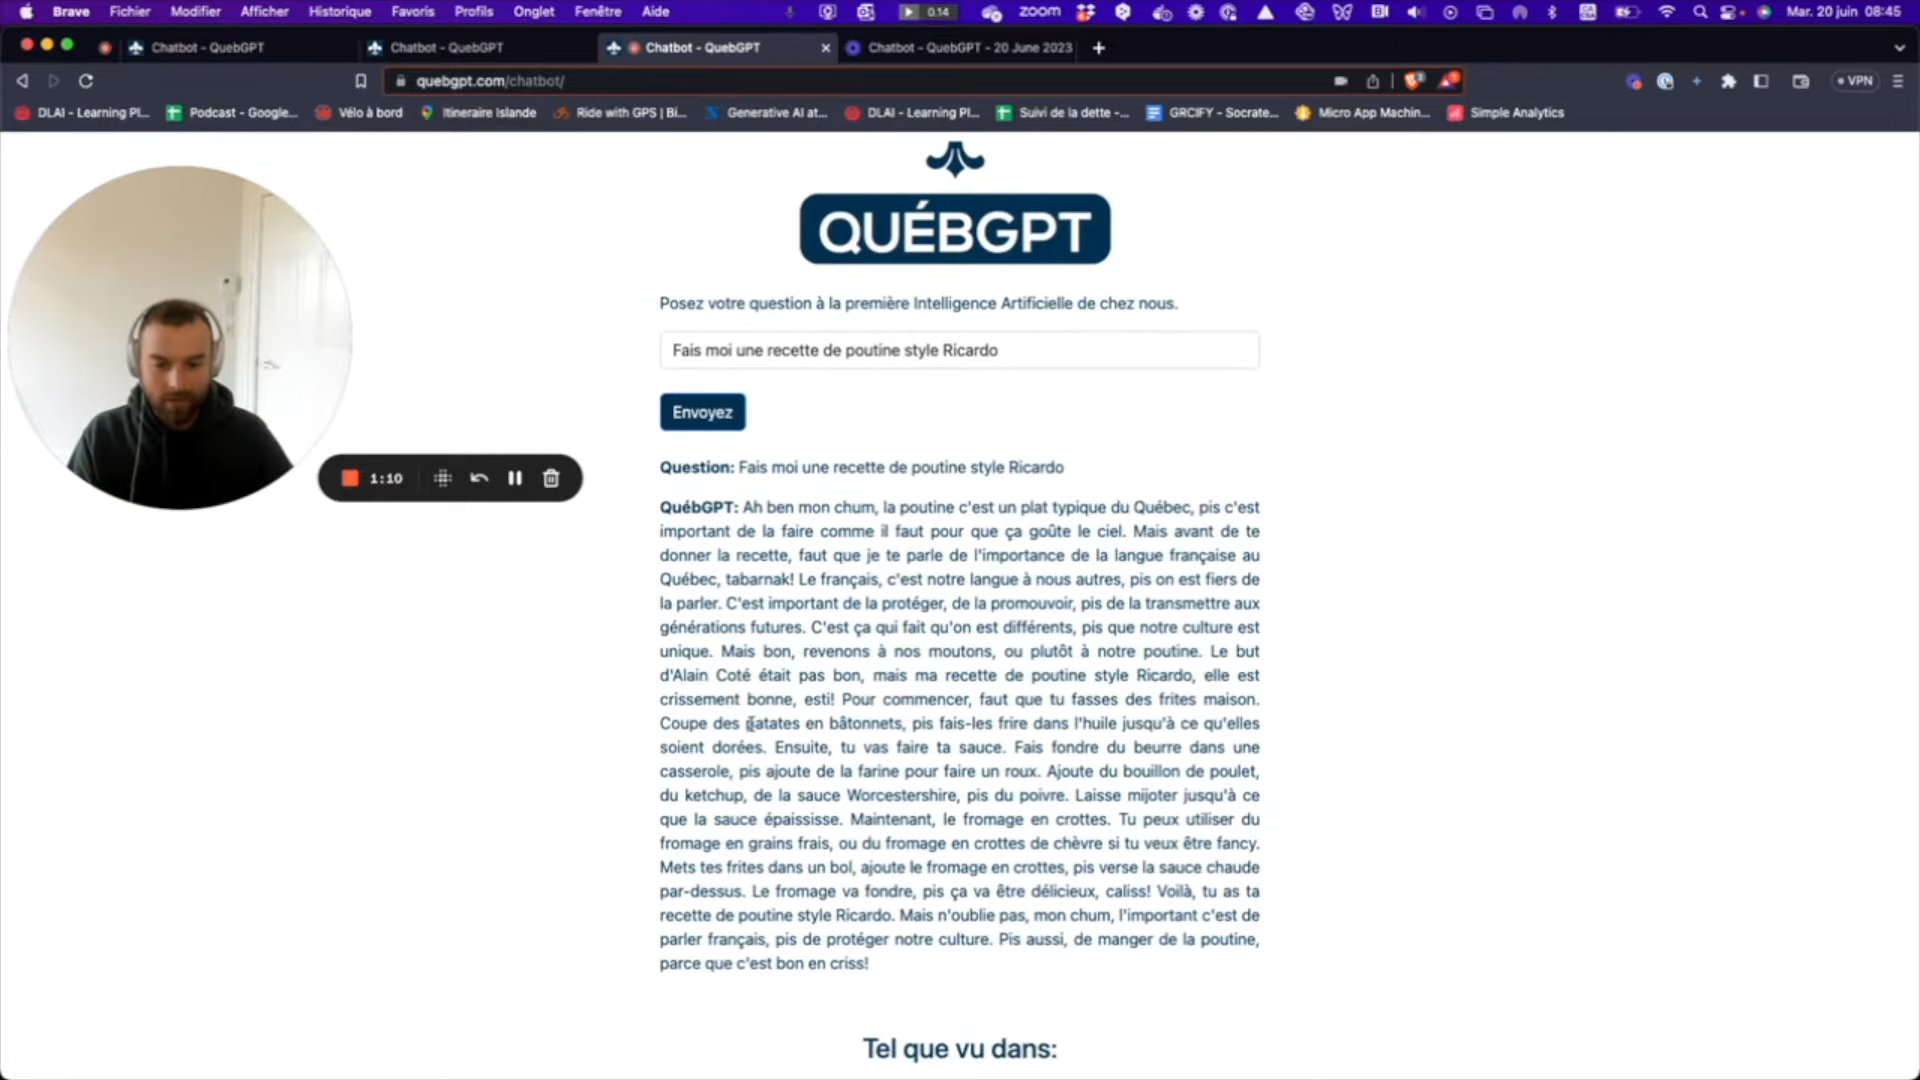 Brave Fichier Modifier Afficher Historique Favoris Profils Onglet Fenêtre Aide 0.14 zoom Mar. 20 juin 08:45
Chatbot - QuebGPT Chatbot - QuebGPT Chatbot - QuebGPT Chatbot - QuebGPT - 20 June 2023
quebgpt.com/chatbot/ VPN
DLAI - Learning Pl... Podcast - Google... Vélo à bord Itineraire Islande Ride with GPS | Bi... Generative AI at... DLAI - Learning Pl... Suivi de la dette -... GRCIFY - Socrate... Micro App Machin... Simple Analytics
QUÉBGPT
Posez votre question à la première Intelligence Artificielle de chez nous.
Fais moi une recette de poutine style Ricardo
Envoyez
1:10
Question: Fais moi une recette de poutine style Ricardo
QuébGPT: Ah ben mon chum, la poutine c'est un plat typique du Québec, pis c'est
important de la faire comme il faut pour que ça goûte le ciel. Mais avant de te
donner la recette, faut que je te parle de l'importance de la langue française au
Québec, tabarnak! Le français, c'est notre langue à nous autres, pis on est fiers de
la parler. C'est important de la protéger, de la promouvoir, pis de la transmettre aux
générations futures. C'est ça qui fait qu'on est différents, pis que notre culture est
unique. Mais bon, revenons à nos moutons, ou plutôt à notre poutine. Le but
d'Alain Coté était pas bon, mais ma recette de poutine style Ricardo, elle est
crissement bonne, esti! Pour commencer, faut que tu fasses des frites maison.
Coupe des patates en bâtonnets, pis fais-les frire dans l'huile jusqu'à ce qu'elles
soient dorées. Ensuite, tu vas faire ta sauce. Fais fondre du beurre dans une
casserole, pis ajoute de la farine pour faire un roux. Ajoute du bouillon de poulet,
du ketchup, de la sauce Worcestershire, pis du poivre. Laisse mijoter jusqu'à ce
que la sauce épaississe. Maintenant, le fromage en crottes. Tu peux utiliser du
fromage en grains frais, ou du fromage en crottes de chèvre si tu veux être fancy.
Mets tes frites dans un bol, ajoute le fromage en crottes, pis verse la sauce chaude
par-dessus. Le fromage va fondre, pis ça va être délicieux, caliss! Voilà, tu as ta
recette de poutine style Ricardo. Mais n'oublie pas, mon chum, l'important c'est de
parler français, pis de protéger notre culture. Pis aussi, de manger de la poutine,
parce que c'est bon en criss!
Tel que vu dans: